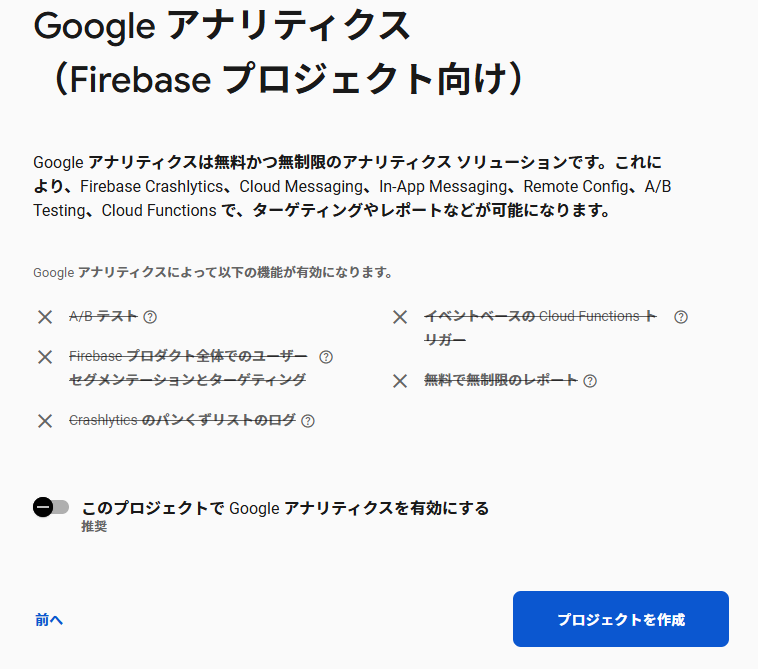 Google アナリティクス
（Firebase プロジェクト向け）
Google アナリティクスは無料かつ無制限のアナリティクス ソリューションです。これに
より、Firebase Crashlytics、Cloud Messaging、In-App Messaging、Remote Config、A/B
Testing、Cloud Functions で、ターゲティングやレポートなどが可能になります。
Google アナリティクスによって以下の機能が有効になります。
A/B テスト
Firebase プロダクト全体でのユーザー
セグメンテーションとターゲティング
Crashlytics のパンくずリストのログ
イベントベースの Cloud Functions ト
リガー
無料で無制限のレポート
このプロジェクトで Google アナリティクスを有効にする
推奨
前へ
プロジェクトを作成